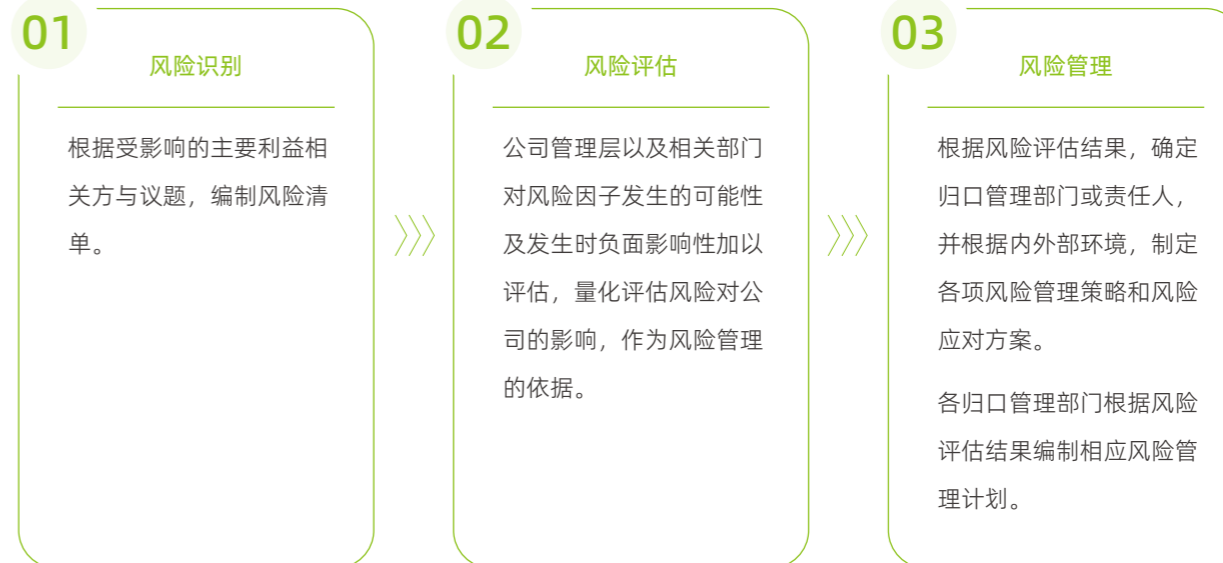 01
风险识别
根据受影响的主要利益相
关方与议题，编制风险清
单。
02
风险评估
公司管理层以及相关部门
对风险因子发生的可能性
及发生时负面影响性加以
评估，量化评估风险对公
司的影响，作为风险管理
的依据。
03
风险管理
根据风险评估结果，确定
归口管理部门或责任人，
并根据内外部环境，制定
各项风险管理策略和风险
应对方案。
各归口管理部门根据风险
评估结果编制相应风险管
理计划。